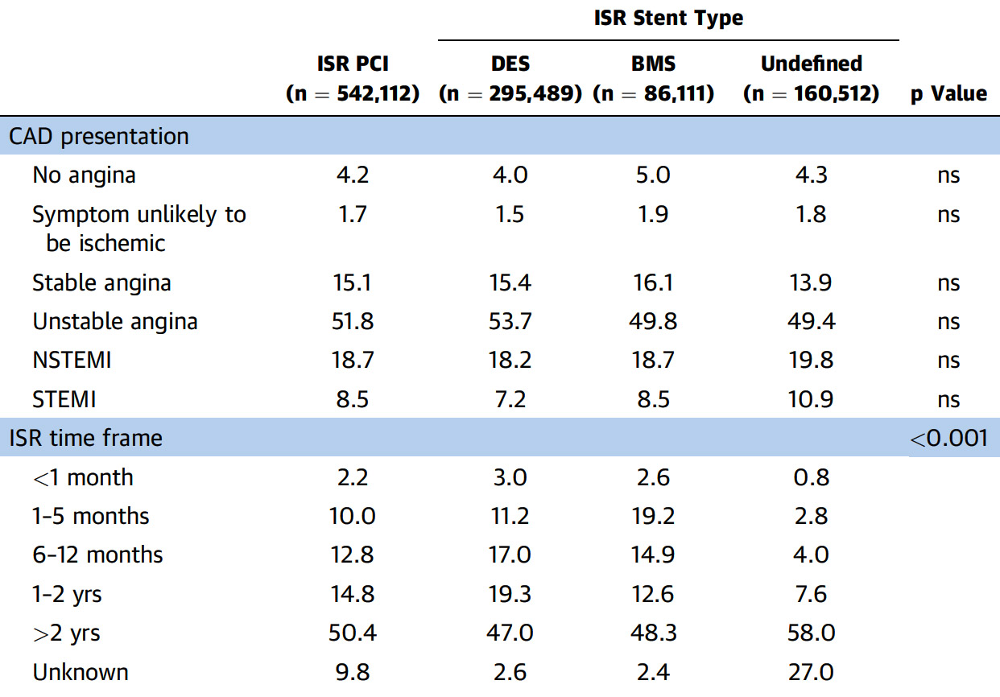 ISR Stent Type
ISR PCI DES BMS Undefined
(n = 542,112) (n = 295,489) (n = 86,111) (n = 160,512) p Value
CAD presentation
No angina 4.2 4.0 5.0 4.3 ns
Symptom unlikely to 1.7 1.5 1.9 1.8 ns
be ischemic
Stable angina 15.1 15.4 16.1 13.9 ns
Unstable angina 51.8 53.7 49.8 49.4 ns
NSTEMI 18.7 18.2 18.7 19.8 ns
STEMI 8.5 7.2 8.5 10.9 ns
ISR time frame <0.001
<1 month 2.2 3.0 2.6 0.8
1–5 months 10.0 11.2 19.2 2.8
6–12 months 12.8 17.0 14.9 4.0
1–2 yrs 14.8 19.3 12.6 7.6
>2 yrs 50.4 47.0 48.3 58.0
Unknown 9.8 2.6 2.4 27.0